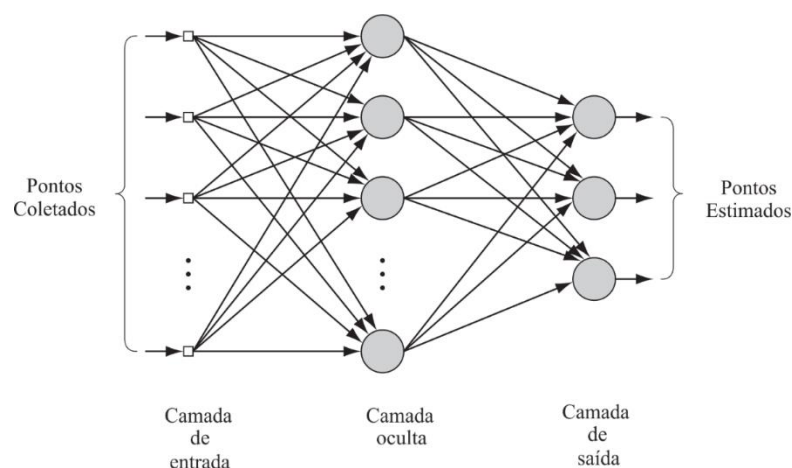 Pontos
Coletados
Pontos
Estimados
Camada
de
entrada
Camada
oculta
Camada
de
saída